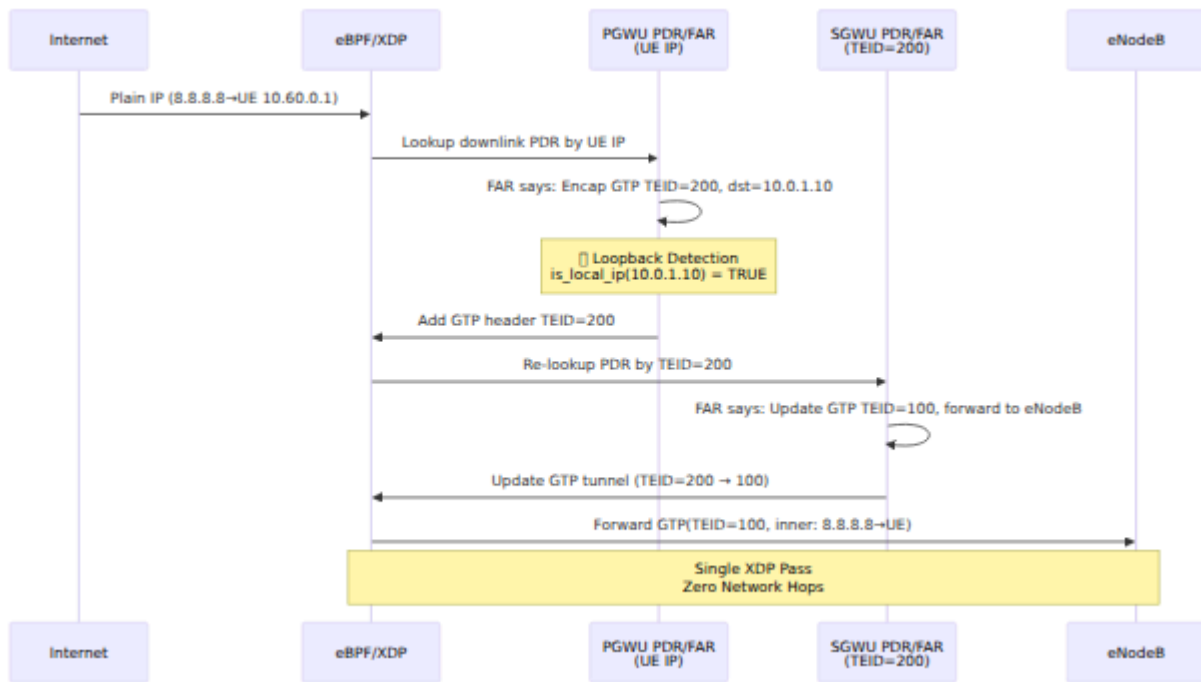 Internet
eBPF/XDP
PGWU PDR/FAR
(UE IP)
SGWU PDR/FAR
(TEID=200)
eNodeB
Plain IP (8.8.8.8→UE 10.60.0.1)
Lookup downlink PDR by UE IP
FAR says: Encap GTP TEID=200, dst=10.0.1.10
Loopback Detection
is_local_ip(10.0.1.10) = TRUE
Add GTP header TEID=200
Re-lookup PDR by TEID=200
FAR says: Update GTP TEID=100, forward to eNodeB
Update GTP tunnel (TEID=200 → 100)
Forward GTP(TEID=100, inner: 8.8.8.8→UE)
Single XDP Pass
Zero Network Hops
Internet
eBPF/XDP
PGWU PDR/FAR
(UE IP)
SGWU PDR/FAR
(TEID=200)
eNodeB